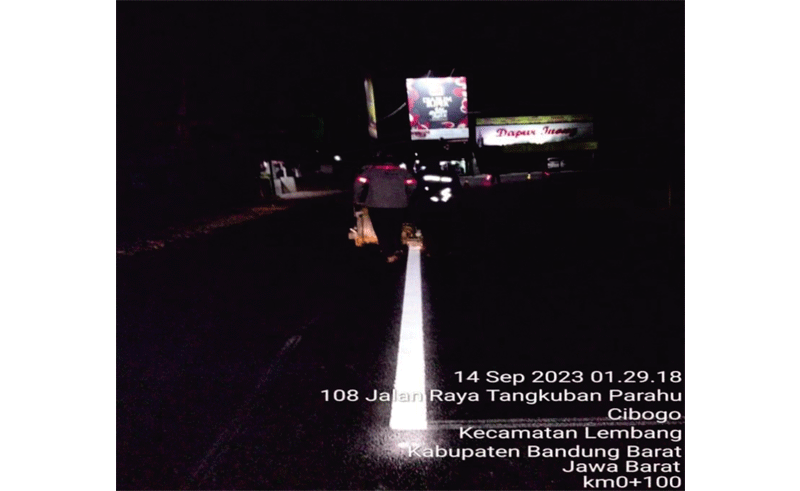 Dapur
14 Sep 2023 01.29.18
108 Jalan Raya Tangkuban Parahu
Cibogo
Kecamatan Lembang
Kabupaten Bandung Barat
Jawa Barat
km0+100